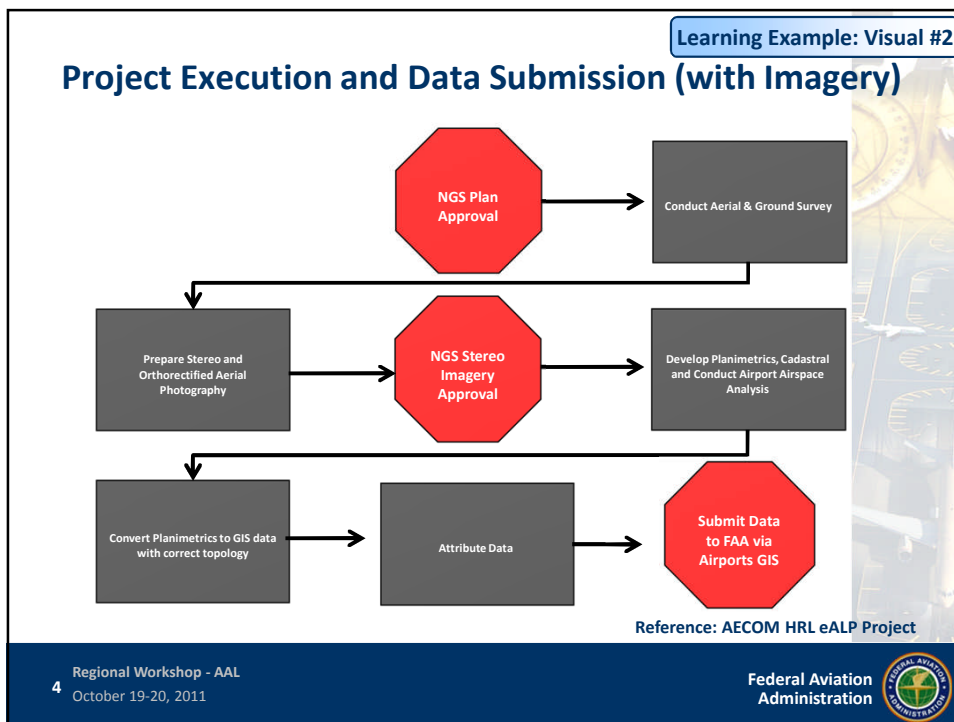 Learning Example: Visual #2
Project Execution and Data Submission (with Imagery)
NGS Plan
Approval
Conduct Aerial & Ground Survey
Prepare Stereo and
Orthorectified Aerial
Photography
NGS Stereo
Imagery
Approval
Develop Planimetrics, Cadastral
and Conduct Airport Airspace
Analysis
Convert Planimetrics to GIS data
with correct topology
Attribute Data
Submit Data
to FAA via
Airports GIS
Reference: AECOM HRL eALP Project
4
Regional Workshop - AAL
October 19-20, 2011
Federal Aviation
Administration
FEDERAL AVIATION
ADMINISTRATION